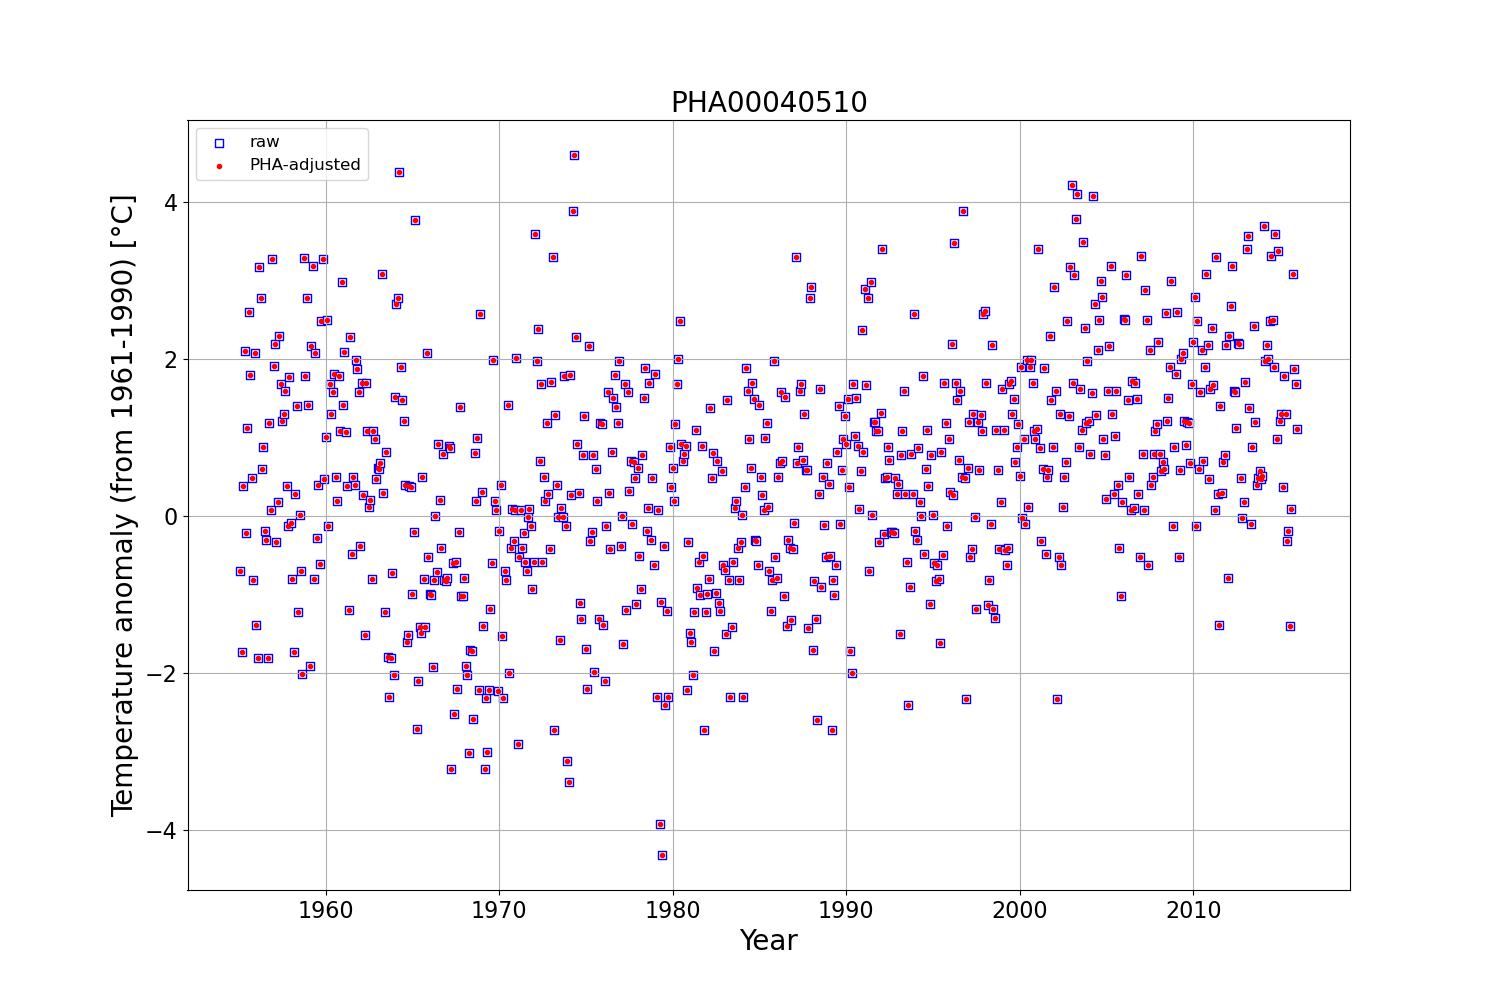 PHA00040510
raw
PHA-adjusted
Temperature anomaly (from 1961-1990) [°C]
4
2
0
−2
−4
1960 1970 1980 1990 2000 2010
Year